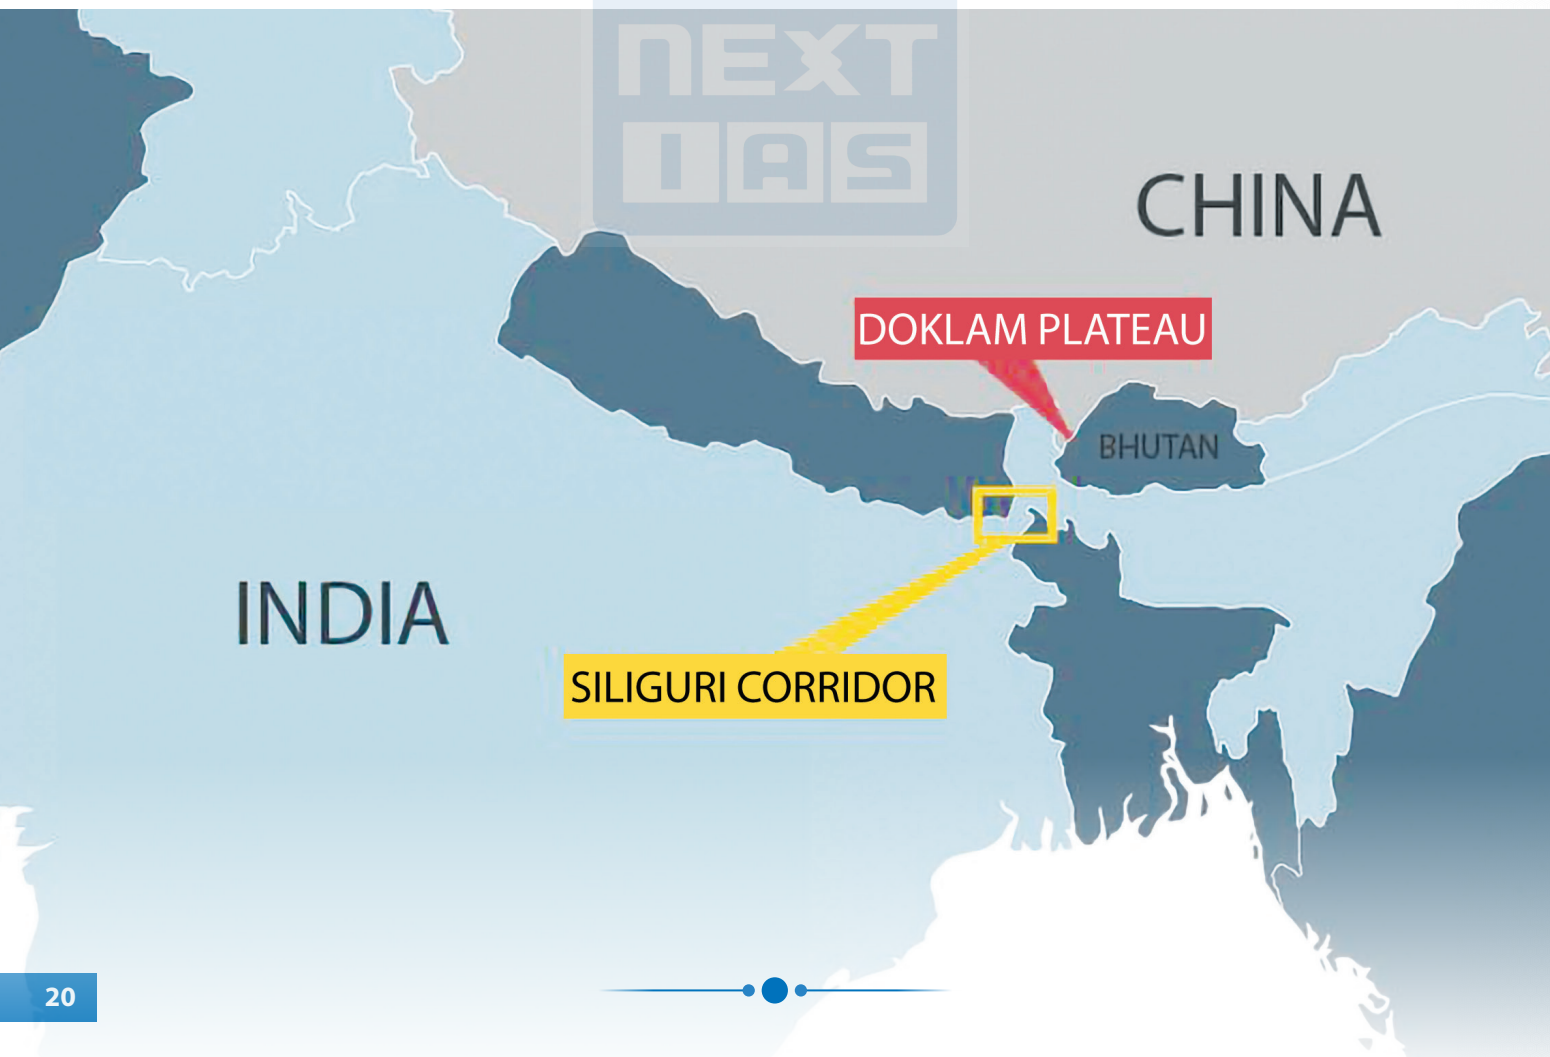 NEXT
IAS
CHINA
DOKLAM PLATEAU
BHUTAN
INDIA
SILIGURI CORRIDOR
20